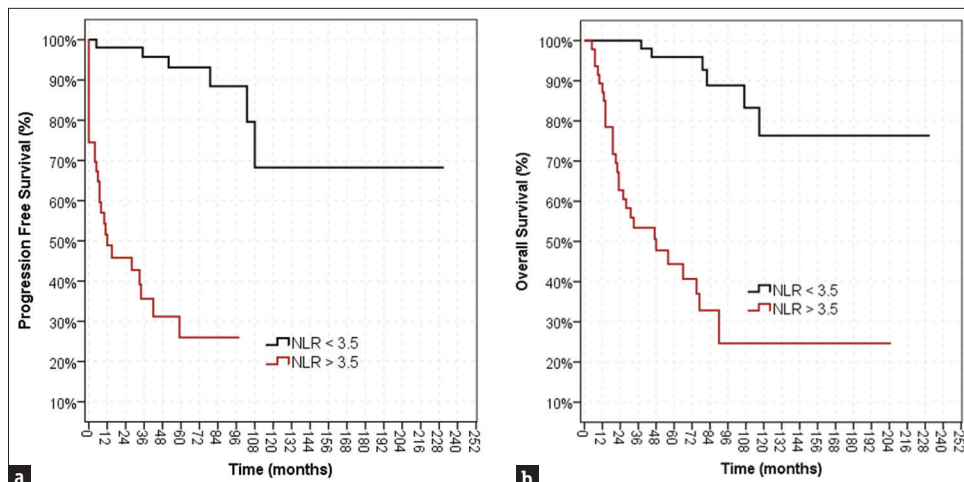 100%
90%
80%
70%
60%
50%
40%
30%
20%
10%
Progression Free Survival (%)
NLR < 3.5
NLR > 3.5
0 12 24 36 48 60 72 84 96 108 120 132 144 156 168 180 192 204 216 228 240 252
Time (months)
a
100%
90%
80%
70%
60%
50%
40%
30%
20%
10%
Overall Survival (%)
NLR < 3.5
NLR > 3.5
0 12 24 36 48 60 72 84 96 108 120 132 144 156 168 180 192 204 216 228 240 252
Time (months)
b